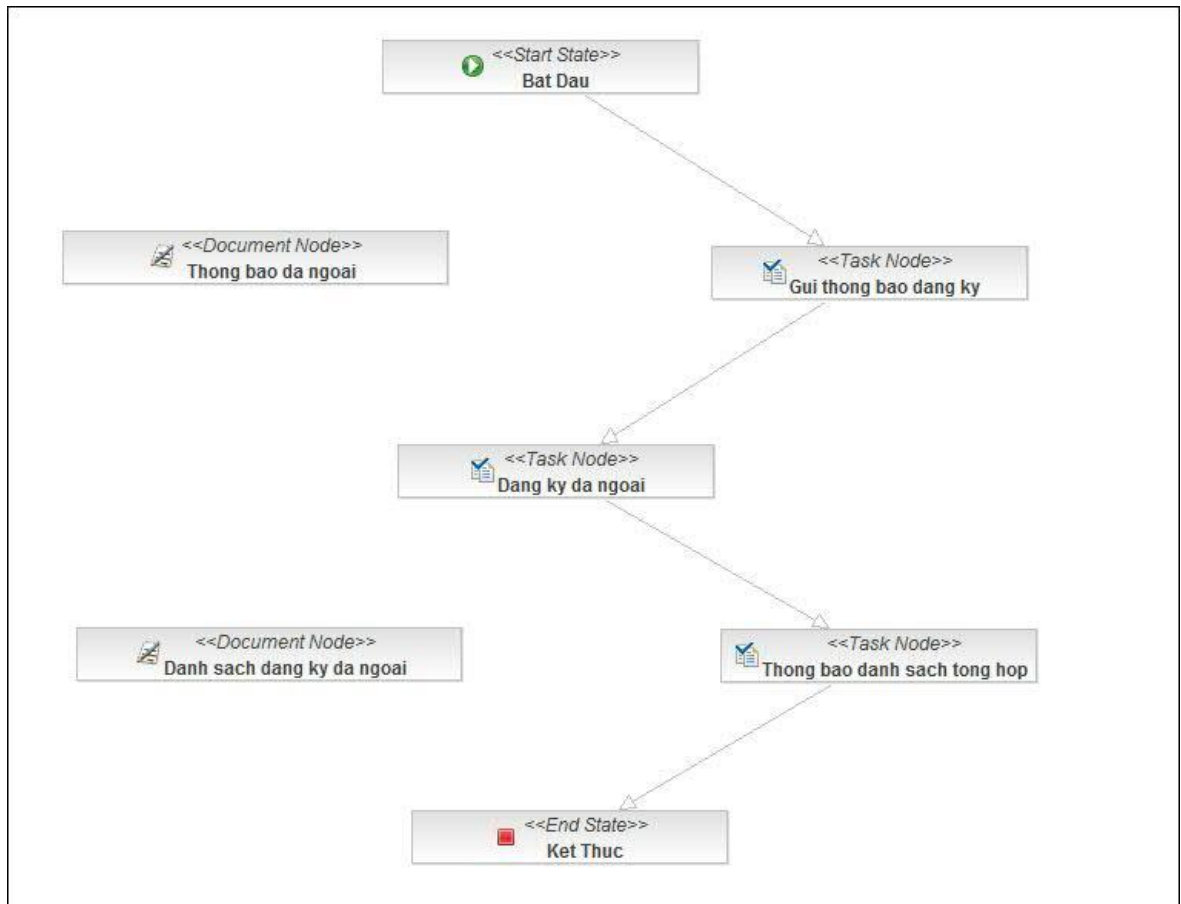 <<Start State>>
Bat Dau
<<Document Node>>
Thong bao da ngoai
<<Task Node>>
Gui thong bao dang ky
<<Task Node>>
Dang ky da ngoai
<<Document Node>>
Danh sach dang ky da ngoai
<<Task Node>>
Thong bao danh sach tong hop
<<End State>>
Ket Thuc